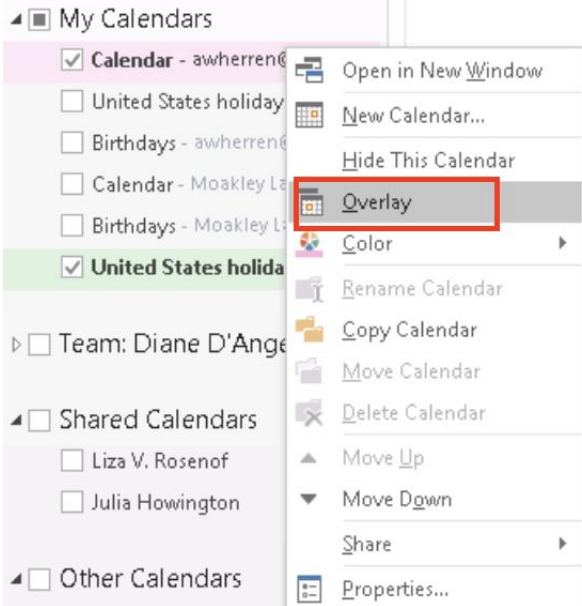 My Calendars
Calendar - awherren@
United States holiday
Birthdays - awherren@
Calendar - Moakley La
Birthdays - Moakley La
United States holida
Team: Diane D'Ange
Shared Calendars
Liza V. Rosenof
Julia Howington
Other Calendars
Open in New Window
New Calendar...
Hide This Calendar
Overlay
Color
Rename Calendar
Copy Calendar
Move Calendar
Delete Calendar
Move Up
Move Down
Share
Properties...